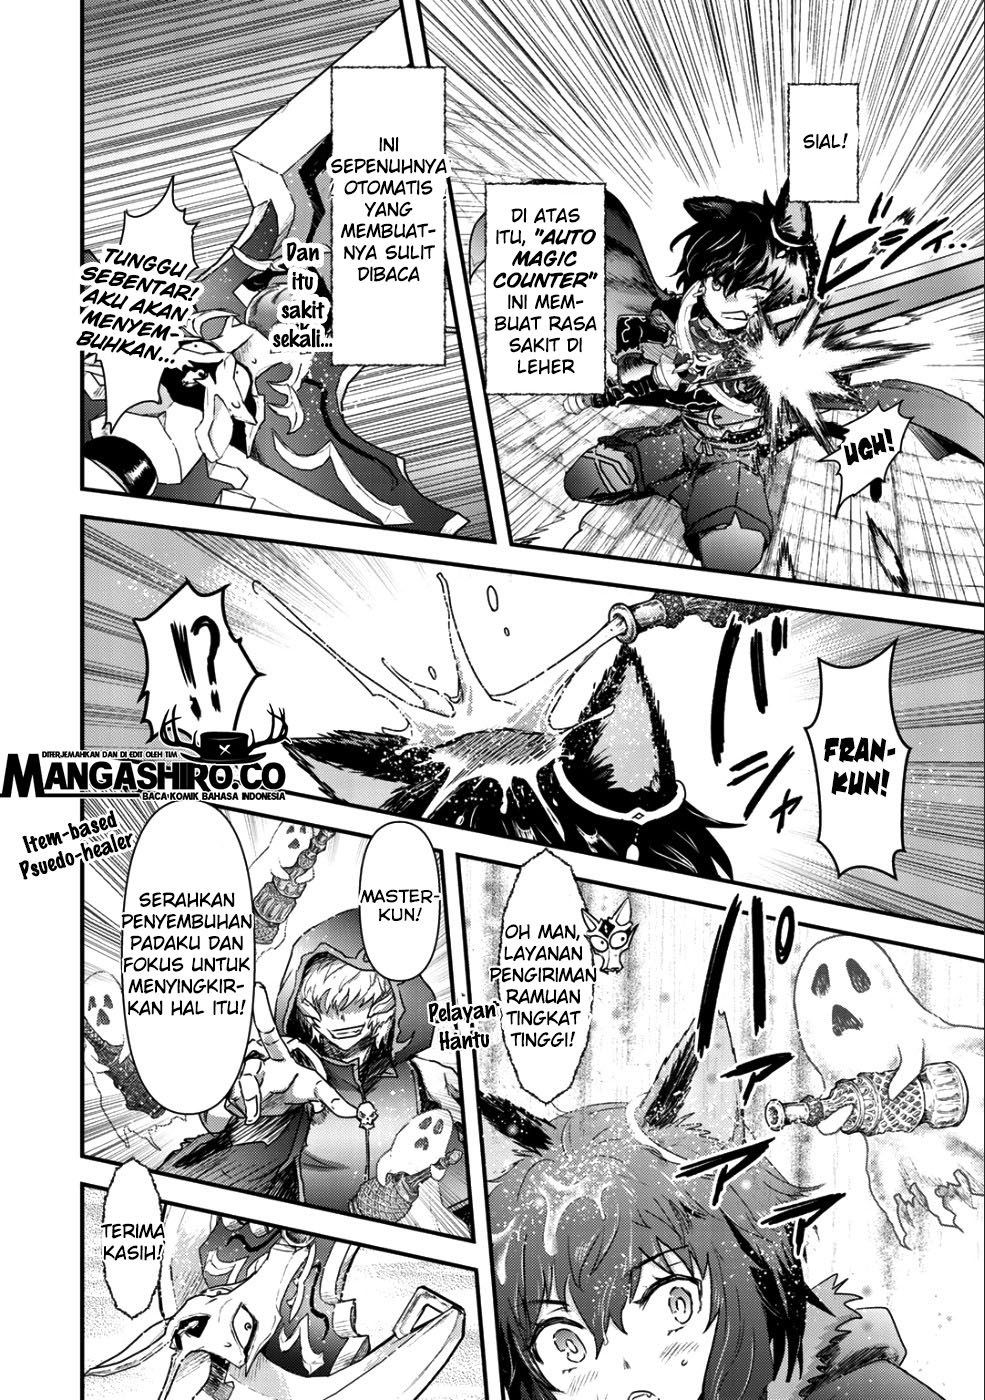 SIAL!
DI ATAS
ITU, "AUTO
MAGIC
COUNTER"
INI MEM-
BUAT RASA
SAKIT DI
LEHER
UGH!
INI
SEPENUHNYA
OTOMATIS
YANG
MEMBUAT-
NYA SULIT
DIBACA
Dan
itu
sakit
sekali...
TUNGGU
SEBENTAR!
AKU AKAN
MENYEM-
BUHKAN...
FRAN-
KUN!
!?
DITERJEMAHKAN DAN DI EDIT OLEH TIM
MANGASHIRO.CO
BACA KOMIK BAHASA INDONESIA
OH MAN,
LAYANAN
PENGIRIMAN
RAMUAN
TINGKAT
TINGGI!
Pelayan
Hantu
MASTER-
KUN!
SERAHKAN
PENYEMBUHAN
PADAKU DAN
FOKUS UNTUK
MENYINGKIR-
KAN HAL ITU!
Item-based
Psuedo-healer
TERIMA
KASIH!